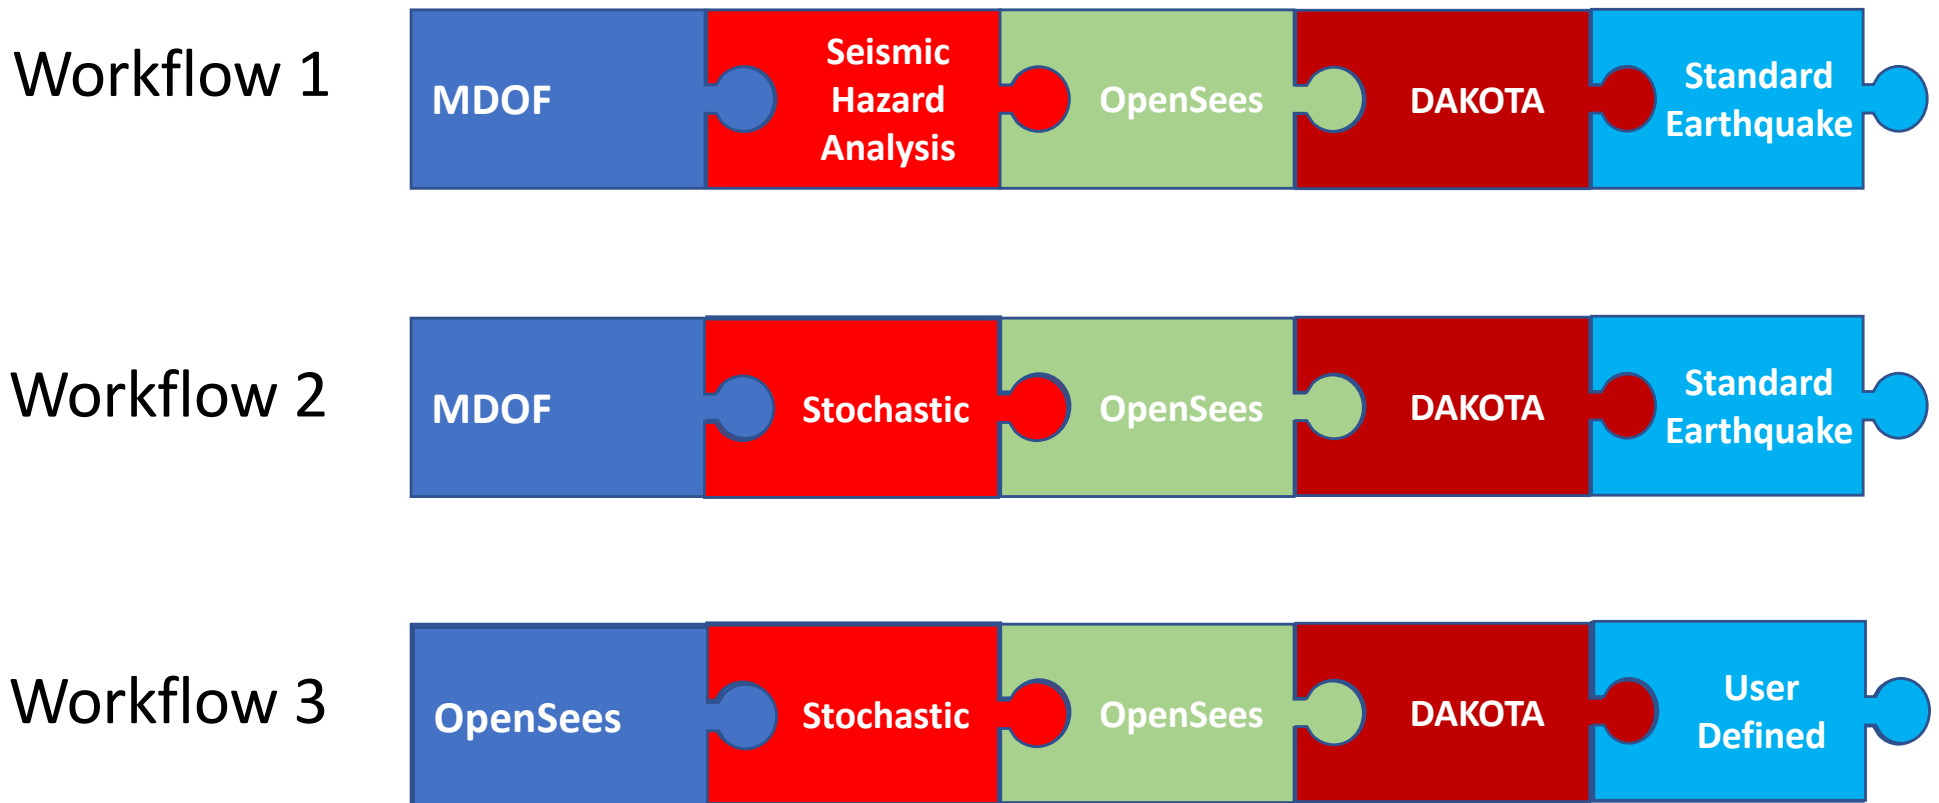 Workflow 1
MDOF
Seismic
Hazard
Analysis
OpenSees
DAKOTA
Standard
Earthquake
Workflow 2
MDOF
Stochastic
OpenSees
DAKOTA
Standard
Earthquake
Workflow 3
OpenSees
Stochastic
OpenSees
DAKOTA
User
Defined